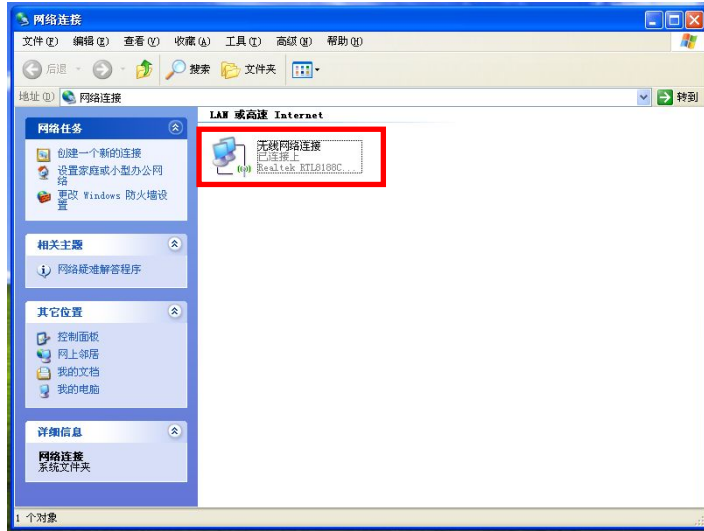 网络连接
文件(F) 编辑(E) 查看(V) 收藏(A) 工具(T) 高级(N) 帮助(H)
后退 搜索 文件夹
地址(D) 网络连接 转到
网络任务
创建一个新的连接
设置家庭或小型办公网
络
更改 Windows 防火墙设
置
相关主题
网络疑难解答程序
其它位置
控制面板
网上邻居
我的文档
我的电脑
详细信息
网络连接
系统文件夹
LAN 或高速 Internet
无线网络连接
已连接上
Realtek RTL8188C...
1 个对象